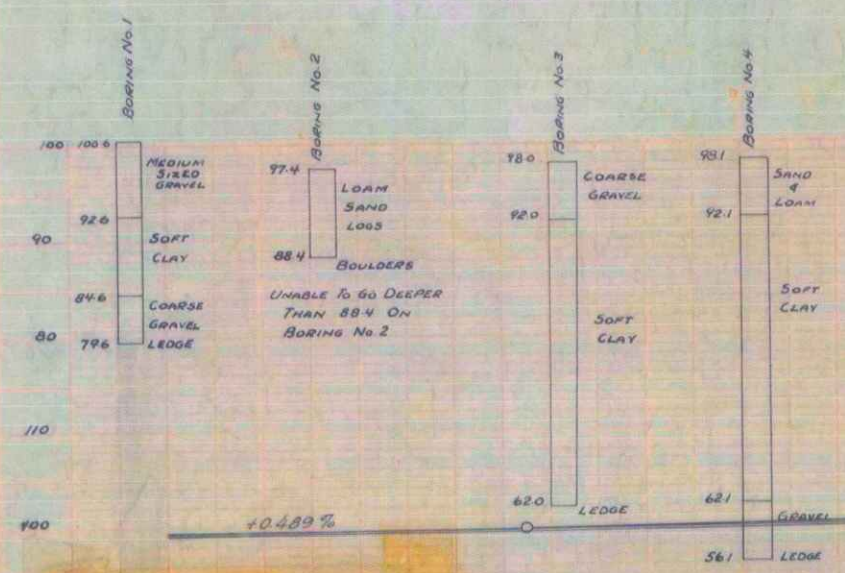 BORING No.1
100 100.6
MEDIUM
SIZED
GRAVEL
92.6
90
SOFT
CLAY
84.6
COARSE
GRAVEL
80
79.6
LEDGE
110
100
BORING No.2
97.4
LOAM
SAND
LOGS
88.4
BOULDERS
UNABLE TO GO DEEPER
THAN 88.4 ON
BORING No.2
BORING No.3
98.0
COARSE
GRAVEL
92.0
SOFT
CLAY
62.0
LEDGE
BORING No.4
98.1
SAND
&
LOAM
92.1
SOFT
CLAY
62.1
GRAVEL
56.1
LEDGE
+0.489 %